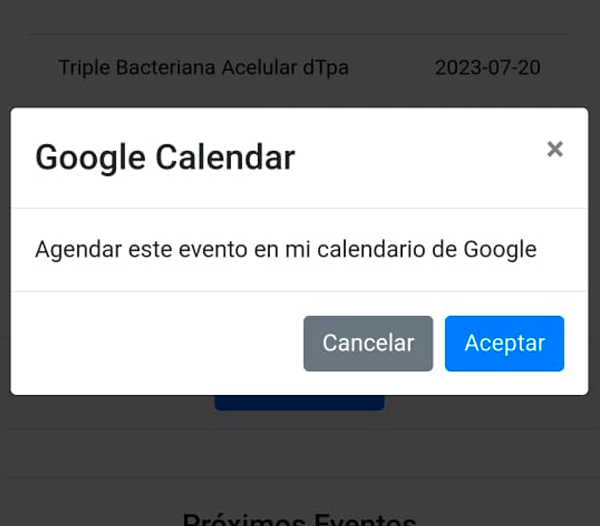 Triple Bacteriana Acelular dTpa 2023-07-20
Google Calendar ×
Agendar este evento en mi calendario de Google
Cancelar Aceptar
Próximos Eventos